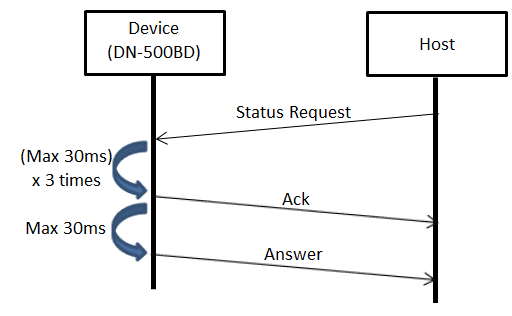 Device
(DN-500BD)
Host
Status Request
(Max 30ms)
x 3 times
Ack
Max 30ms
Answer